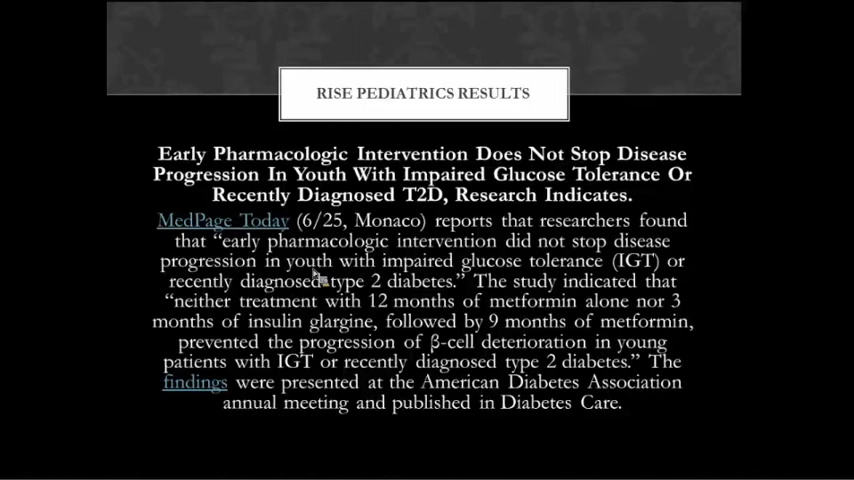 RISE PEDIATRICS RESULTS
Early Pharmacologic Intervention Does Not Stop Disease
Progression In Youth With Impaired Glucose Tolerance Or
Recently Diagnosed T2D, Research Indicates.
MedPage Today (6/25, Monaco) reports that researchers found
that “early pharmacologic intervention did not stop disease
progression in youth with impaired glucose tolerance (IGT) or
recently diagnosed type 2 diabetes.” The study indicated that
“neither treatment with 12 months of metformin alone nor 3
months of insulin glargine, followed by 9 months of metformin,
prevented the progression of β-cell deterioration in young
patients with IGT or recently diagnosed type 2 diabetes.” The
findings were presented at the American Diabetes Association
annual meeting and published in Diabetes Care.